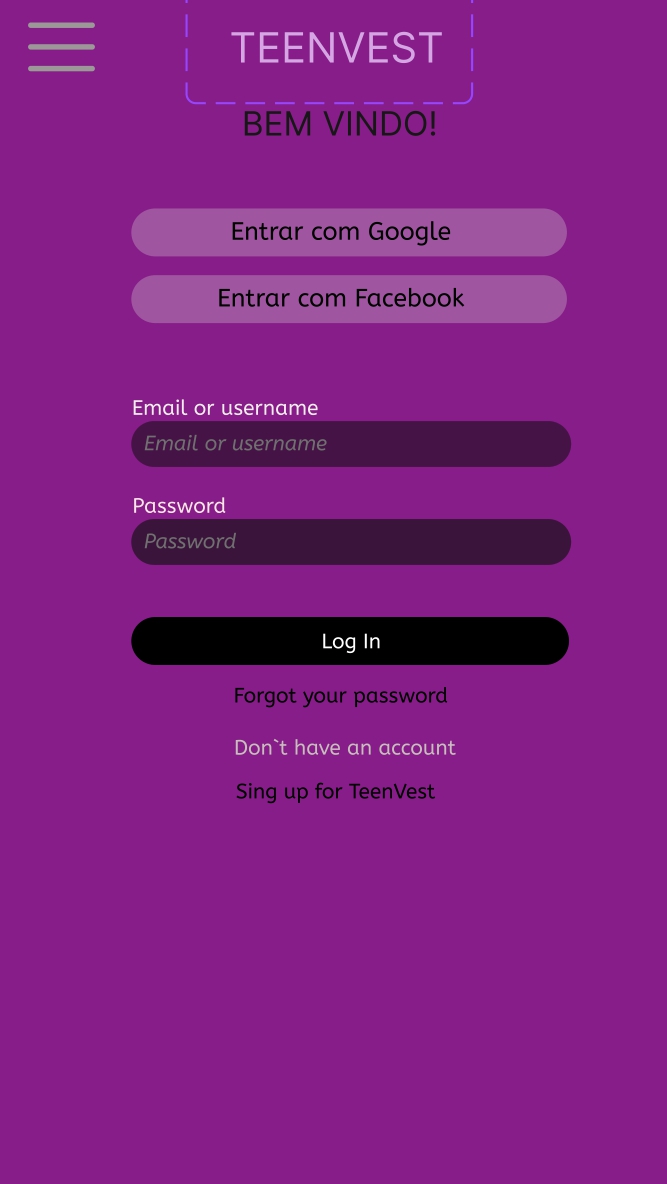 TEENVEST
BEM VINDO!
Entrar com Google
Entrar com Facebook
Email or username
Email or username
Password
Password
Log In
Forgot your password
Don`t have an account
Sing up for TeenVest